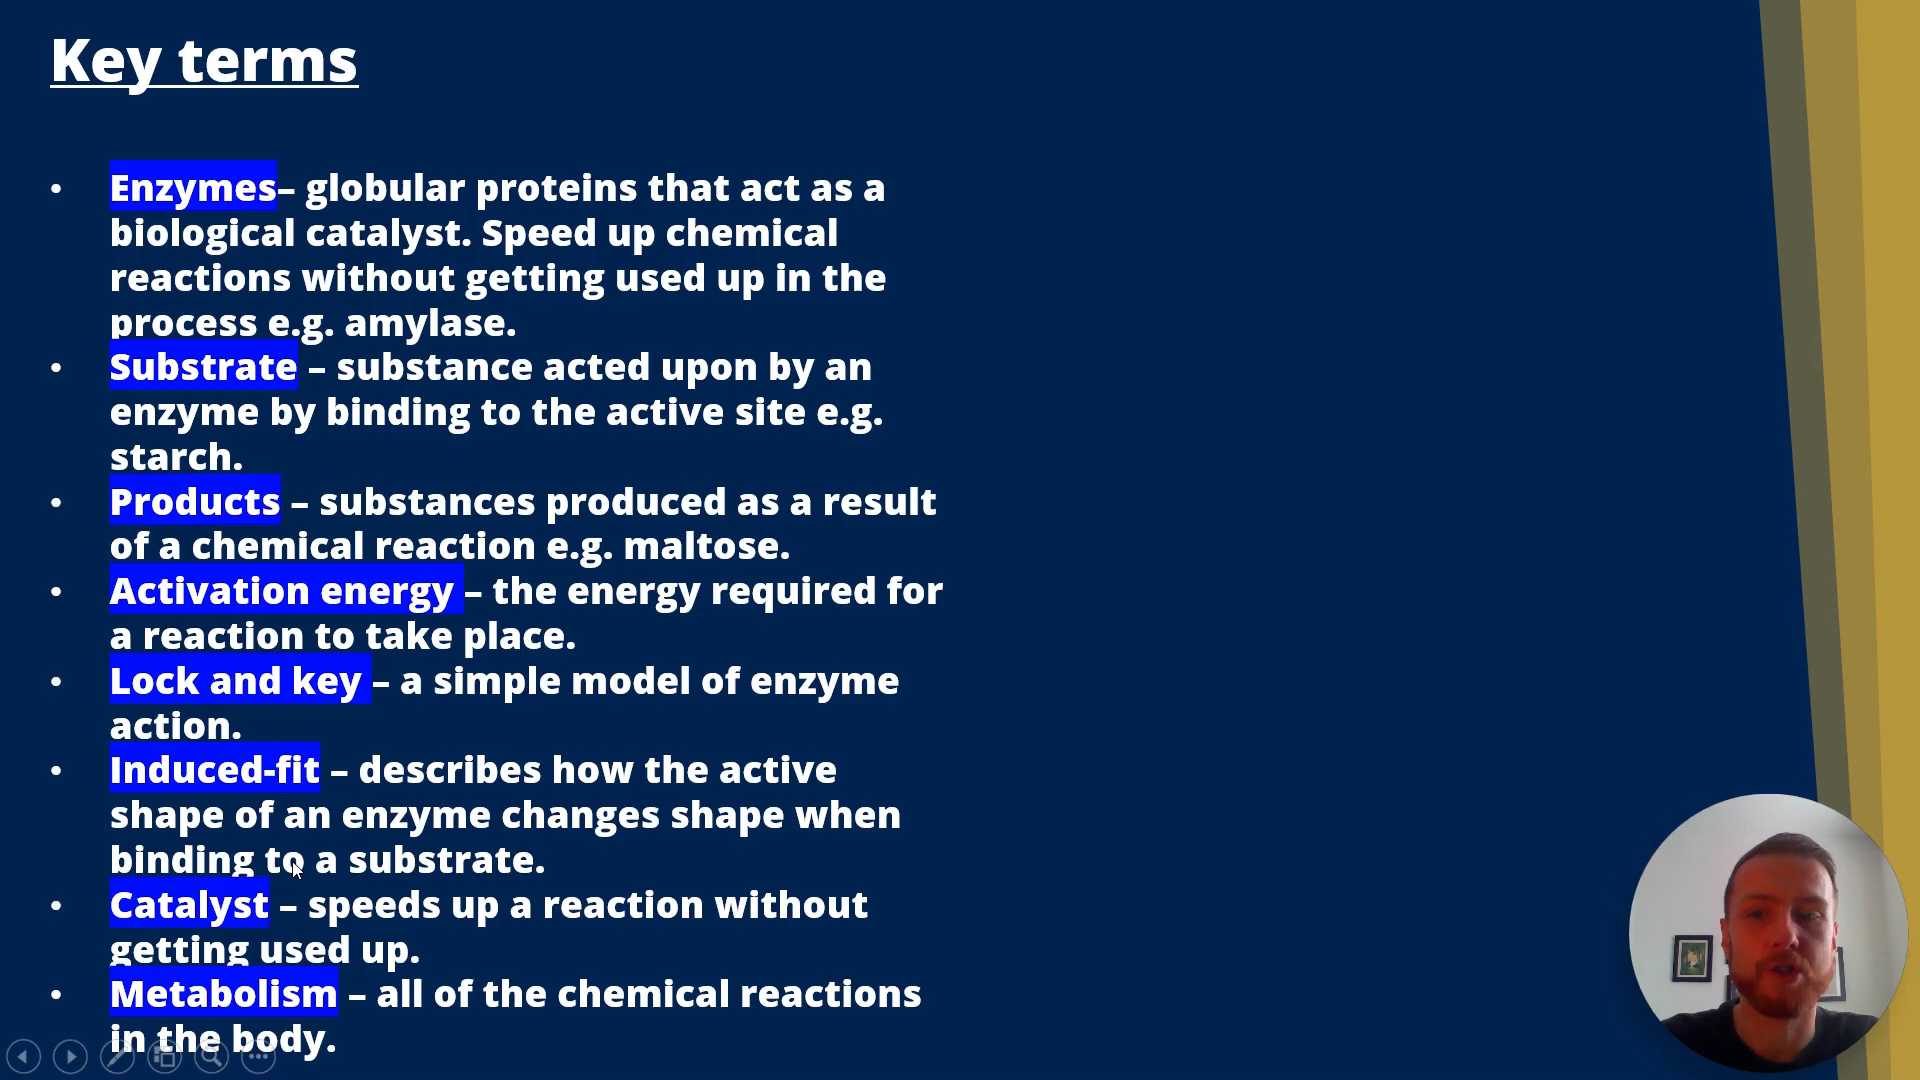 Key terms
• Enzymes– globular proteins that act as a
biological catalyst. Speed up chemical
reactions without getting used up in the
process e.g. amylase.
• Substrate – substance acted upon by an
enzyme by binding to the active site e.g.
starch.
• Products – substances produced as a result
of a chemical reaction e.g. maltose.
• Activation energy – the energy required for
a reaction to take place.
• Lock and key – a simple model of enzyme
action.
• Induced-fit – describes how the active
shape of an enzyme changes shape when
binding to a substrate.
• Catalyst – speeds up a reaction without
getting used up.
• Metabolism – all of the chemical reactions
in the body.